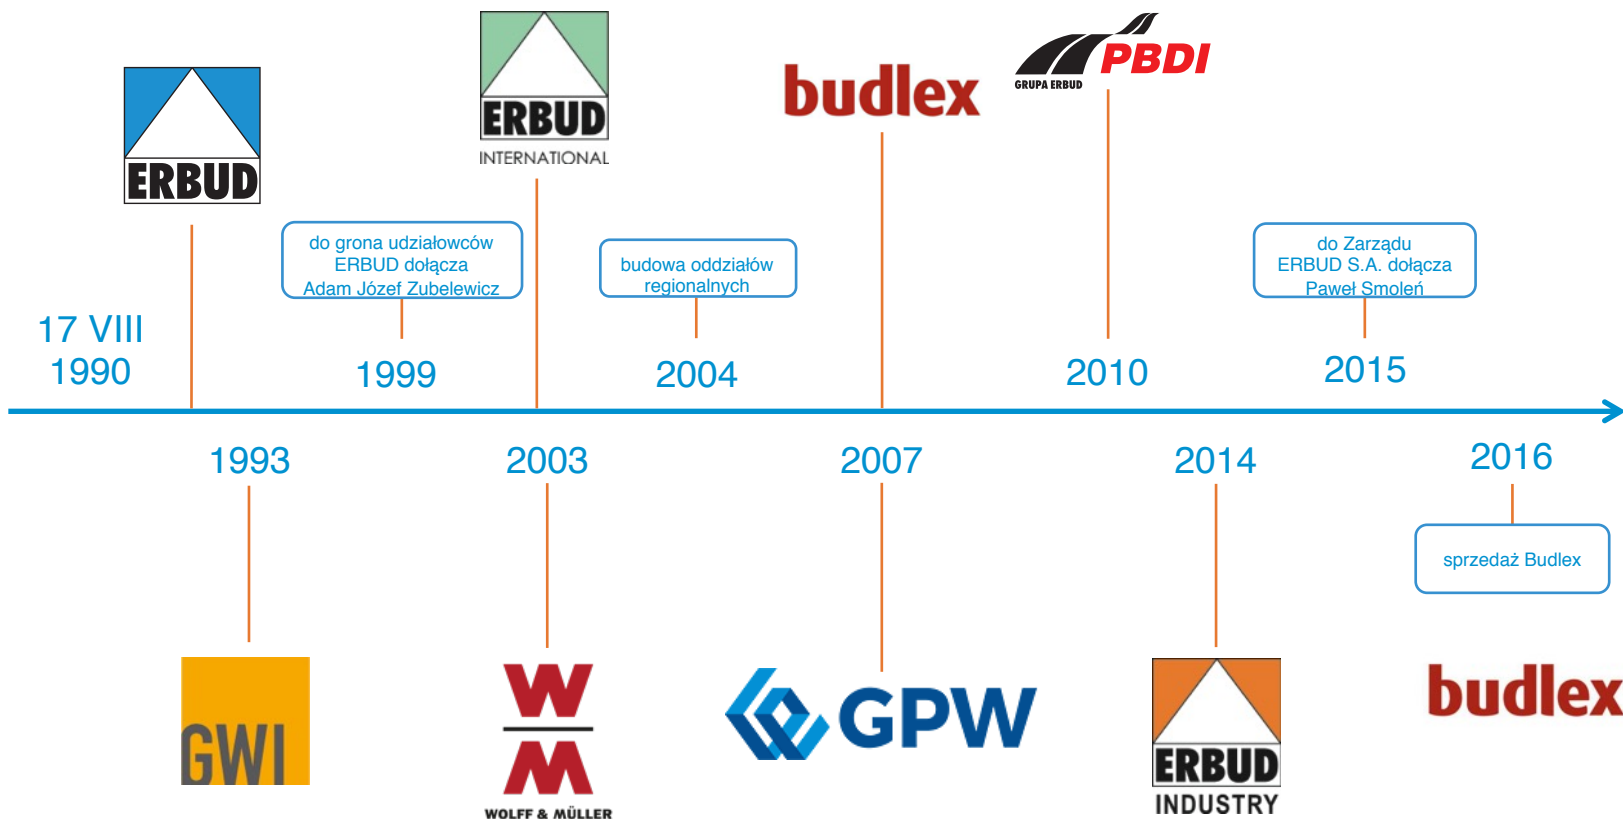 ERBUD
ERBUD
INTERNATIONAL
budlex
GRUPA ERBUD
PBDI
do grona udziałowców
ERBUD dołącza
Adam Józef Zubelewicz
budowa oddziałów
regionalnych
do Zarządu
ERBUD S.A. dołącza
Paweł Smoleń
17 VIII
1990
1999
2004
2010
2015
1993
2003
2007
2014
2016
sprzedaż Budlex
GWI
W
M
WOLFF & MÜLLER
GPW
ERBUD
INDUSTRY
budlex